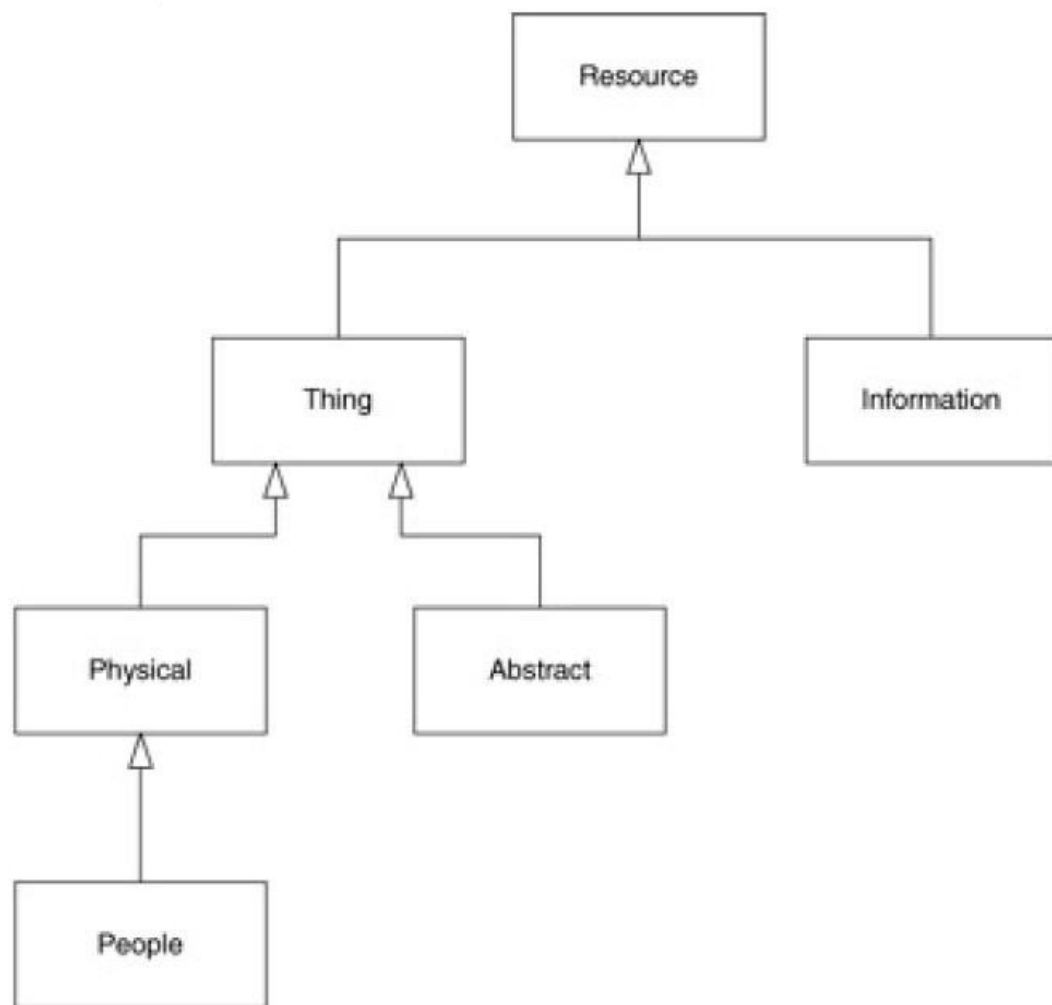 Resource
Thing
Information
Physical
Abstract
People